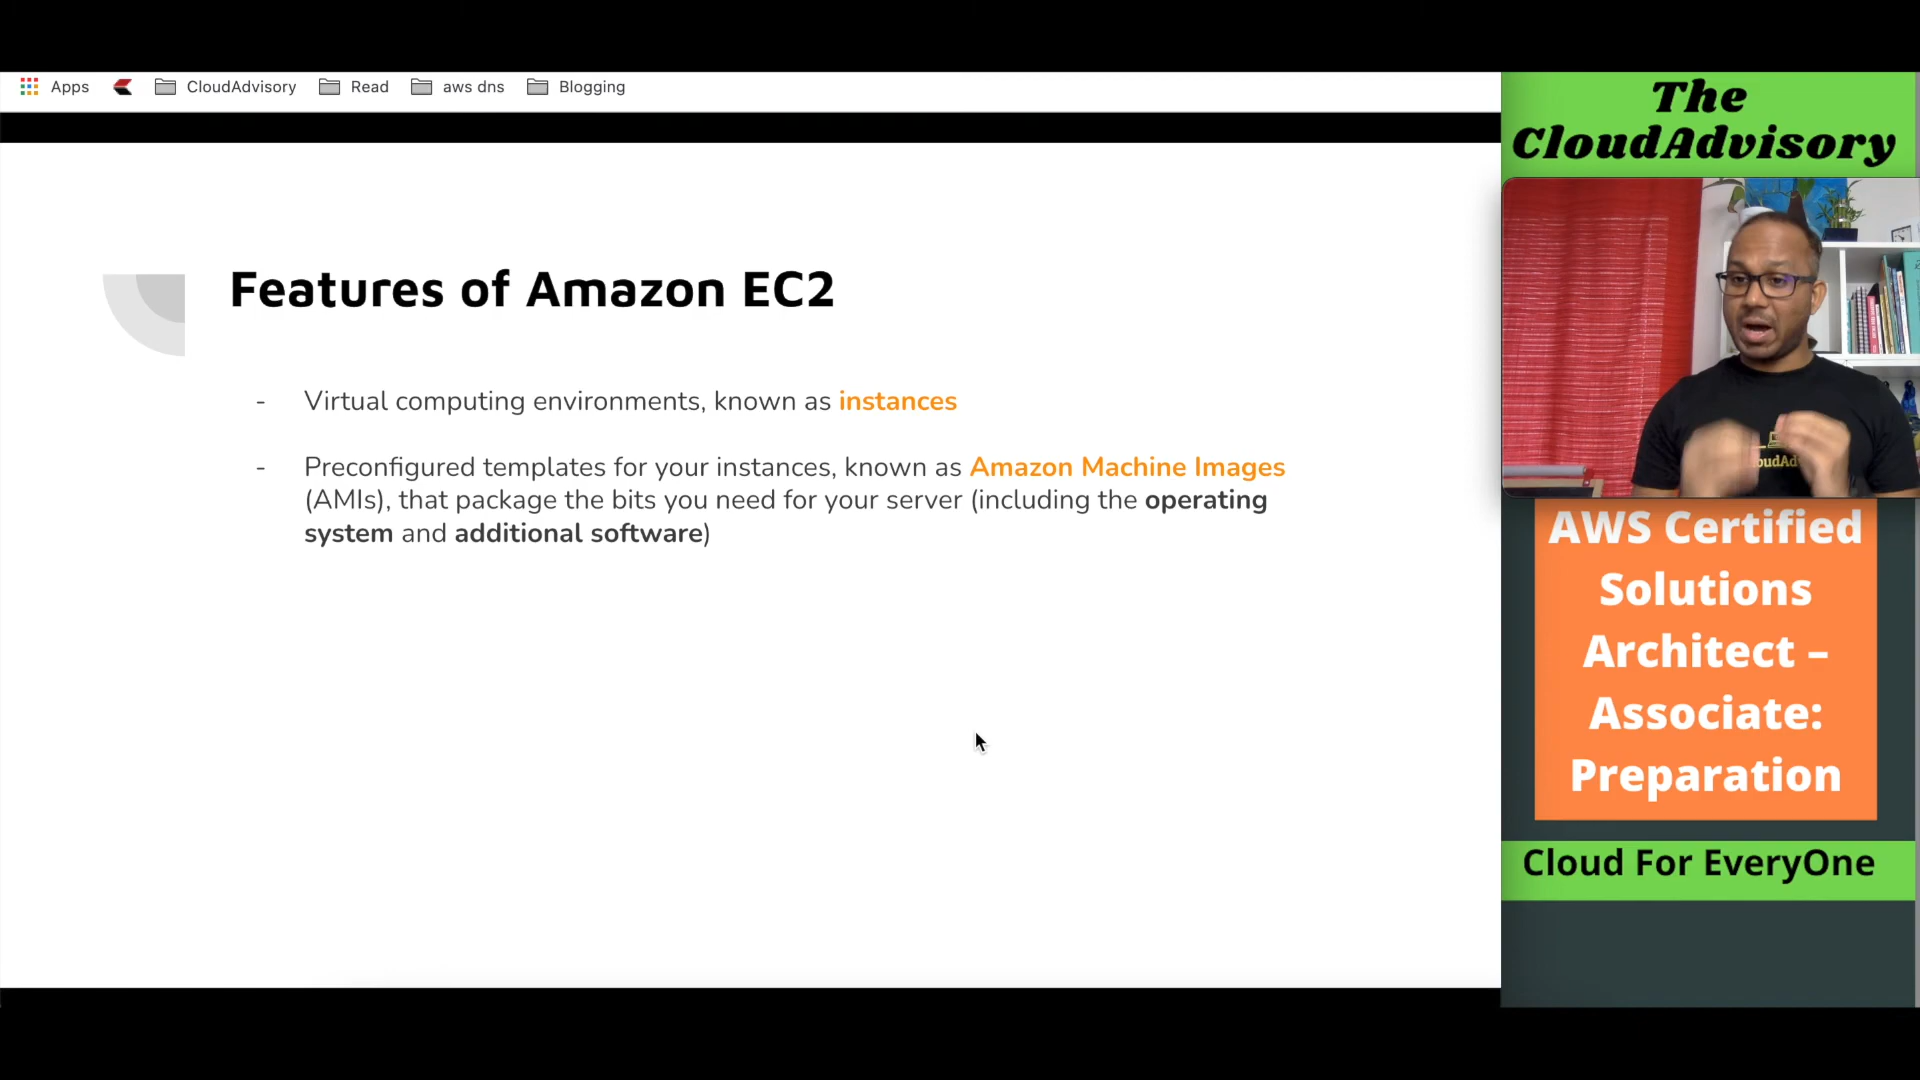 Apps
CloudAdvisory
Read
aws dns
Blogging
The
CloudAdvisory
Features of Amazon EC2
- Virtual computing environments, known as instances
- Preconfigured templates for your instances, known as Amazon Machine Images
(AMIs), that package the bits you need for your server (including the operating
system and additional software)
AWS Certified
Solutions
Architect –
Associate:
Preparation
Cloud For EveryOne